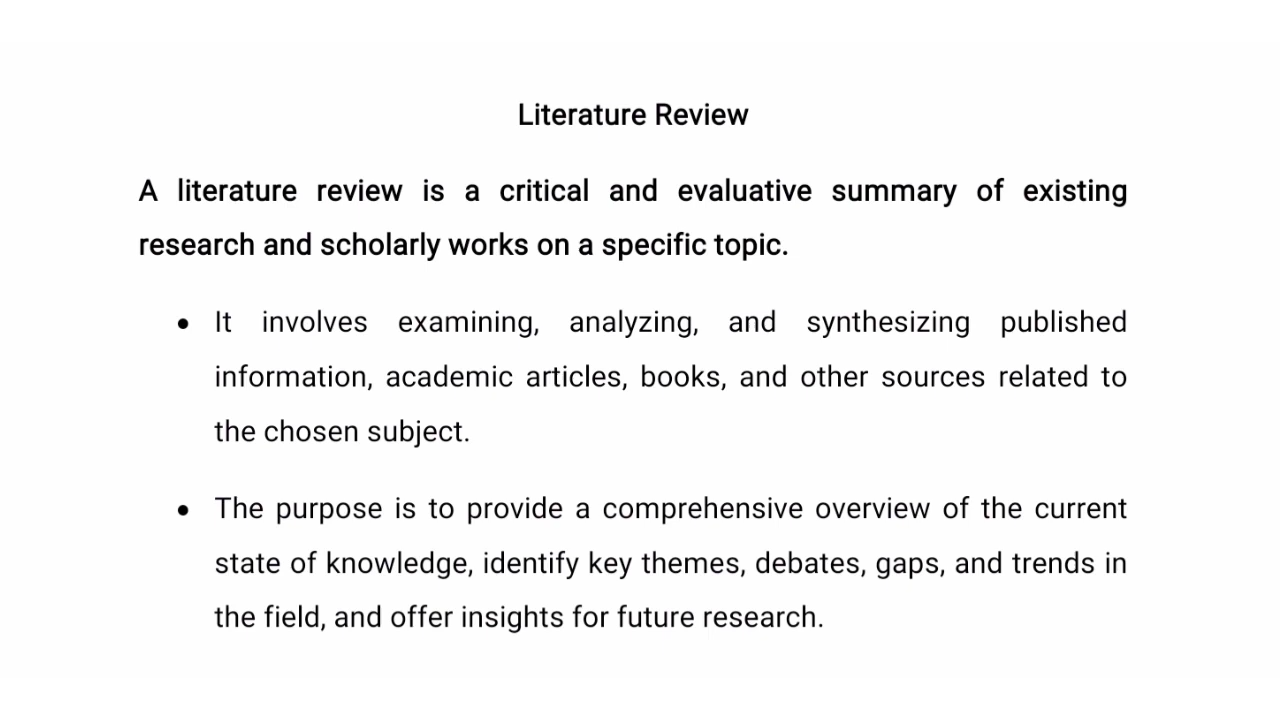 Literature Review
A literature review is a critical and evaluative summary of existing
research and scholarly works on a specific topic.
• It involves examining, analyzing, and synthesizing published
information, academic articles, books, and other sources related to
the chosen subject.
• The purpose is to provide a comprehensive overview of the current
state of knowledge, identify key themes, debates, gaps, and trends in
the field, and offer insights for future research.